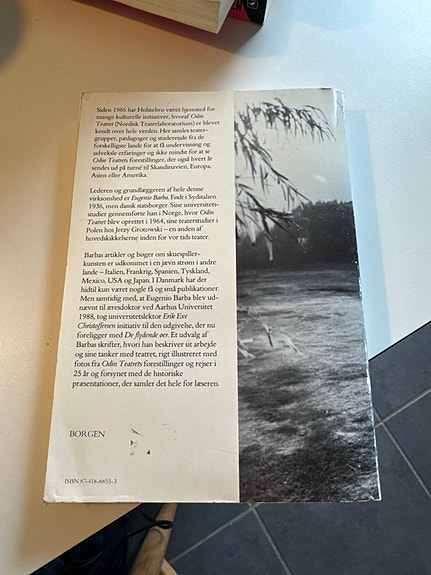 Siden 1966 har Holstebro været hjemsted for
mange kulturelle initiativer, hvoraf Odin
Teatret (Nordisk Teaterlaboratorium) er blevet
kendt over hele verden. Her samles teater-
grupper, pædagoger og studerende fra de
forskelligste lande for at få undervisning og
udveksle erfaringer og ikke mindst for at se
Odin Teatrets forestillinger, der også hvert år
sendes ud på turné til Skandinavien, Europa,
Asien eller Amerika.
Lederen og grundlæggeren af hele denne
virksomhed er Eugenio Barba. Født i Syditalien
1936, men dansk statsborger. Sine universitets-
studier gennemførte han i Norge, hvor Odin
Teatret blev oprettet i 1964, sine teaterstudier i
Polen hos Jerzy Grotowski – en anden af
hovedskikkelserne inden for vor tids teater.
Barbas artikler og bøger om skuespiller-
kunsten er udkommet i en jævn strøm i andre
lande – Italien, Frankrig, Spanien, Tyskland,
Mexico, USA og Japan. I Danmark har der
hidtil kun været nogle få og små publikationer.
Men samtidig med, at Eugenio Barba blev ud-
nævnt til æresdoktor ved Aarhus Universitet
1988, tog universitetslektor Erik Exe
Christoffersen initiativ til den udgivelse, der nu
foreligger med De flydende øer. Et udvalg af
Barbas skrifter, hvori han beskriver sit arbejde
og sine tanker med teatret, rigt illustreret med
fotos fra Odin Teatrets forestillinger og rejser i
25 år og forsynet med de historiske
præsentationer, der samler det hele for læseren.
BORGEN
ISBN 87-418-8855-3